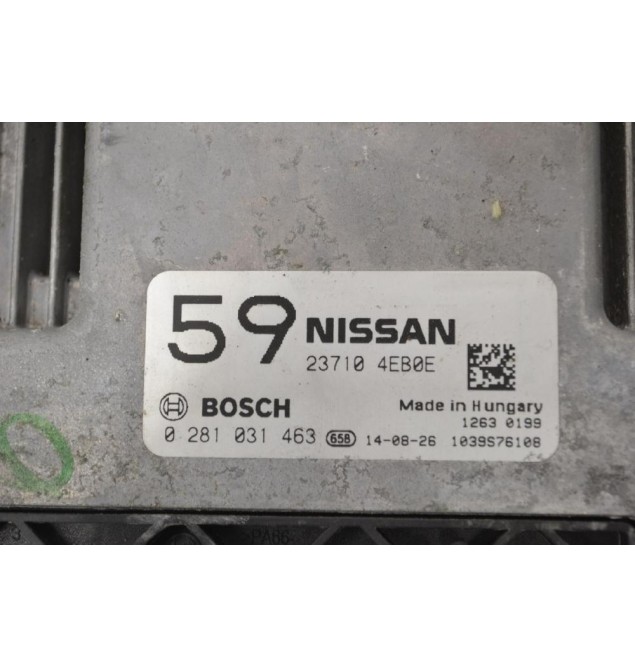 59 NISSAN
23710 4EB0E
BOSCH
Made in Hungary
1263 0199
0 281 031 463 658 14-08-26 1039S76108